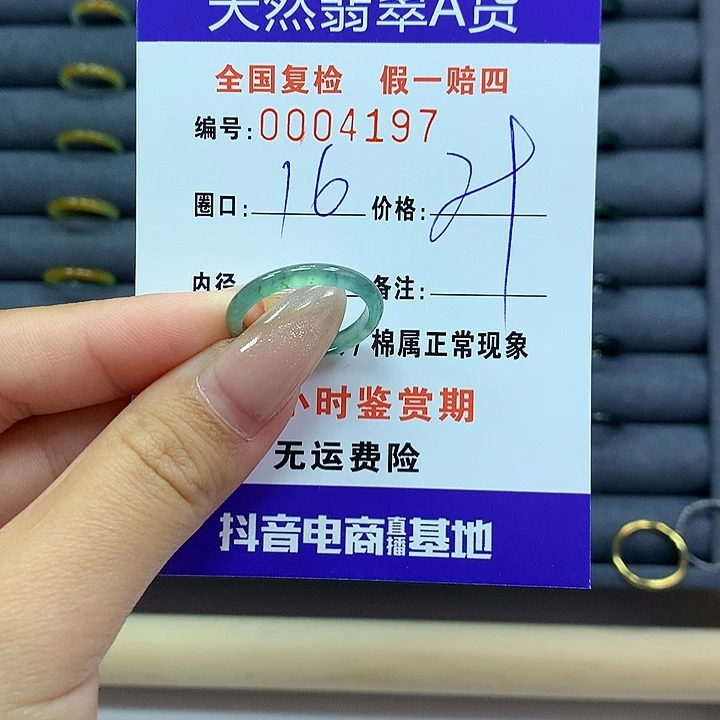 天然翡翠A货
全国复检 假一赔四
编号:0004197
圈口: 16 价格:
内径 备注:
/棉属正常现象
小时鉴赏期
无运费险
抖音电商直播基地